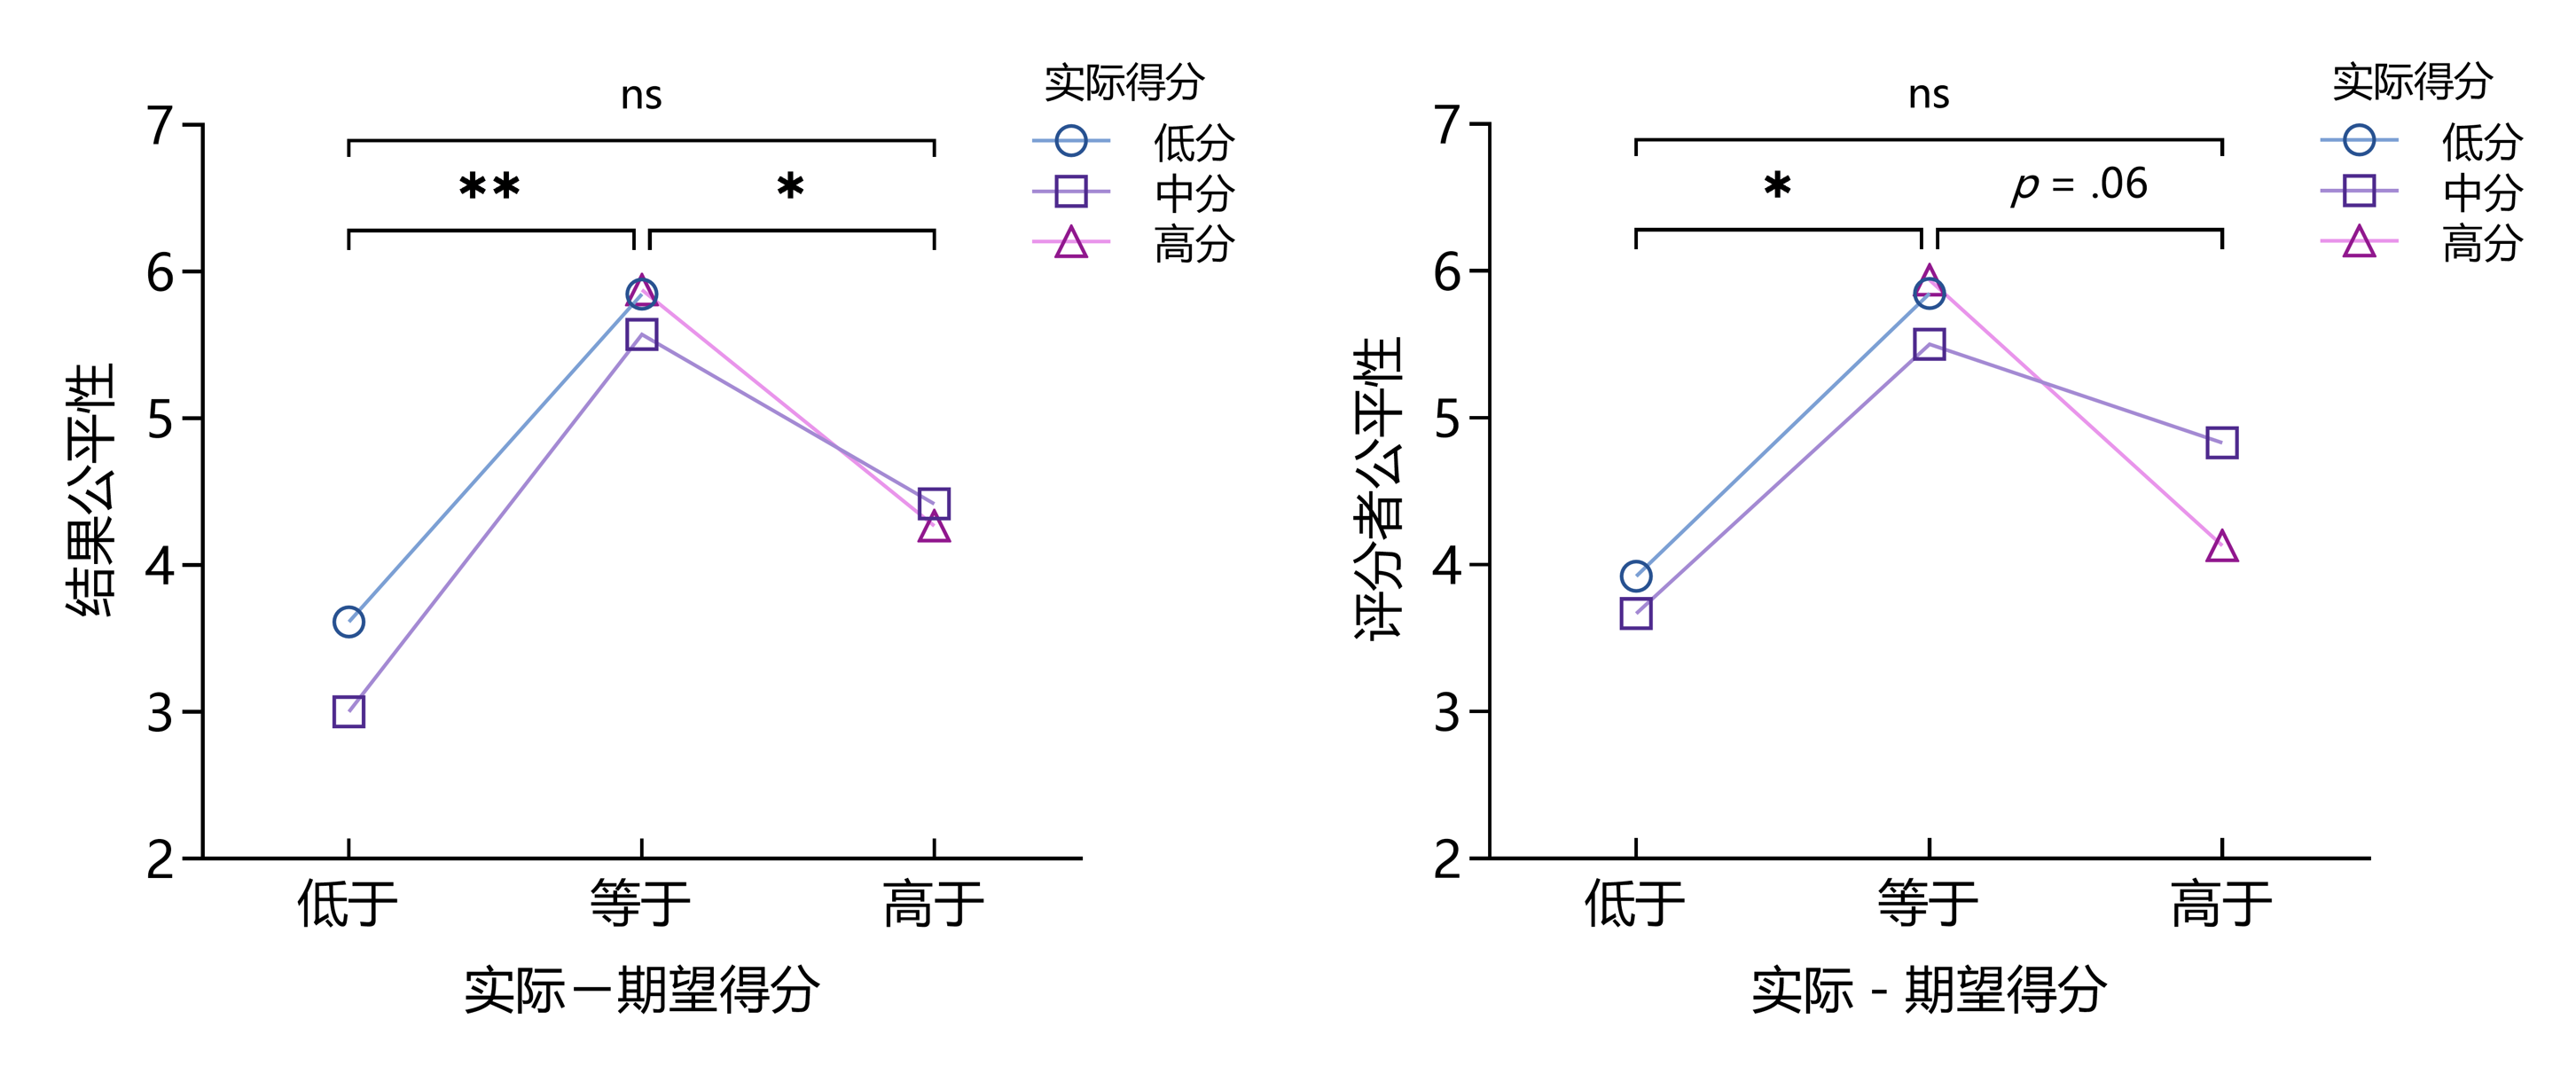 ns
** *
7
6
5
4
3
2
结果公平性
低于 等于 高于
实际—期望得分
实际得分
低分
中分
高分
ns
* p = .06
7
6
5
4
3
2
评分者公平性
低于 等于 高于
实际 - 期望得分
实际得分
低分
中分
高分